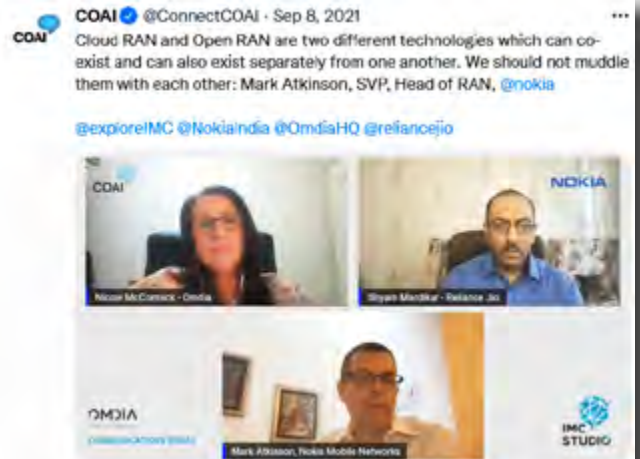 COAI @ConnectCOAI · Sep 8, 2021
COAI
Cloud RAN and Open RAN are two different technologies which can co-
exist and can also exist separately from one another. We should not muddle
them with each other: Mark Atkinson, SVP, Head of RAN, @nokia
@exploreIMC @NokiaIndia @OmdiaHQ @reliancejio
COAI
NOKIA
Nicole McCormick - Omdia
Shyam Mardikar - Reliance Jio
OMDIA
IMC
STUDIO
Mark Atkinson, Nokia Mobile Networks